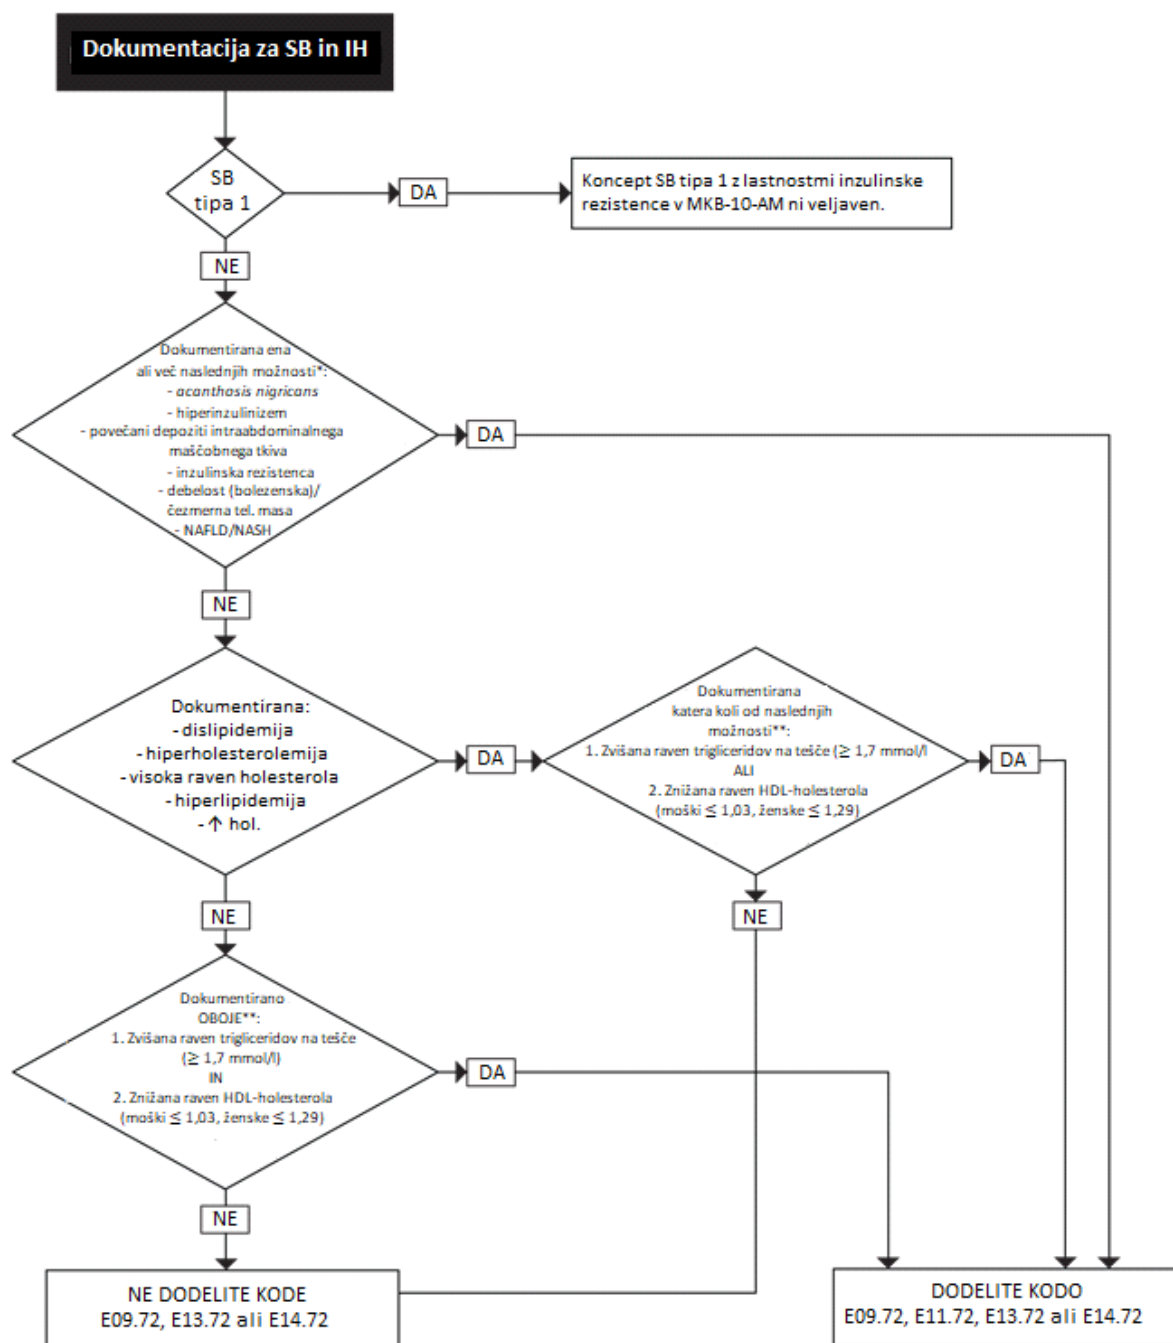 Dokumentacija za SB in IH
SB
tipa 1
DA
Koncept SB tipa 1 z lastnostmi inzulinske
rezistence v MKB-10-AM ni veljaven.
NE
Dokumentirana ena
ali več naslednjih možnosti*:
- acanthosis nigricans
- hiperinzulinizem
- povečani depoziti intraabdominalnega
maščobnega tkiva
- inzulinska rezistenca
- debelost (bolezenska)/
čezmerna tel. masa
- NAFLD/NASH
DA
NE
Dokumentirana:
- dislipidemija
- hiperholesterolemija
- visoka raven holesterola
- hiperlipidemija
- ↑ hol.
DA
Dokumentirana
katera koli od naslednjih
možnosti**:
1. Zvišana raven trigliceridov na tešče (≥ 1,7 mmol/l
ALI
2. Znižana raven HDL-holesterola
(moški ≤ 1,03, ženske ≤ 1,29)
DA
NE
NE
Dokumentirano
OBOJE**:
1. Zvišana raven trigliceridov na tešče
(≥ 1,7 mmol/l)
IN
2. Znižana raven HDL-holesterola
(moški ≤ 1,03, ženske ≤ 1,29)
DA
NE
NE DODELITE KODE
E09.72, E13.72 ali E14.72
DODELITE KODO
E09.72, E11.72, E13.72 ali E14.72